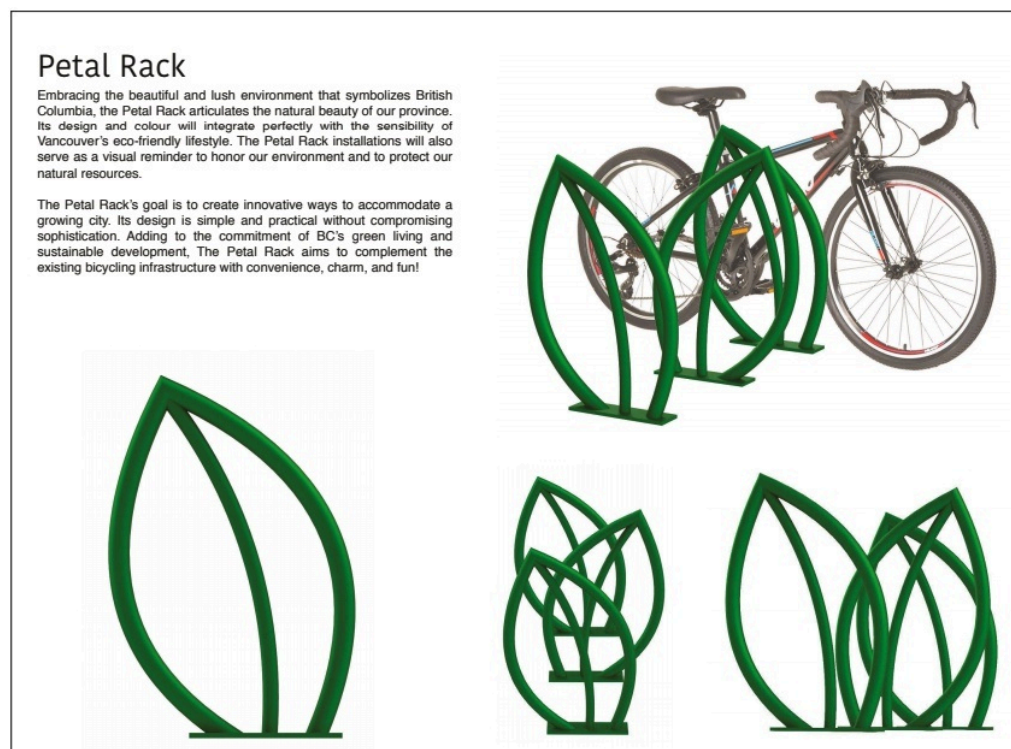 Petal Rack
Embracing the beautiful and lush environment that symbolizes British
Columbia, the Petal Rack articulates the natural beauty of our province.
Its design and colour will integrate perfectly with the sensibility of
Vancouver's eco-friendly lifestyle. The Petal Rack installations will also
serve as a visual reminder to honor our environment and to protect our
natural resources.
The Petal Rack's goal is to create innovative ways to accommodate a
growing city. Its design is simple and practical without compromising
sophistication. Adding to the commitment of BC's green living and
sustainable development, The Petal Rack aims to complement the
existing bicycling infrastructure with convenience, charm, and fun!